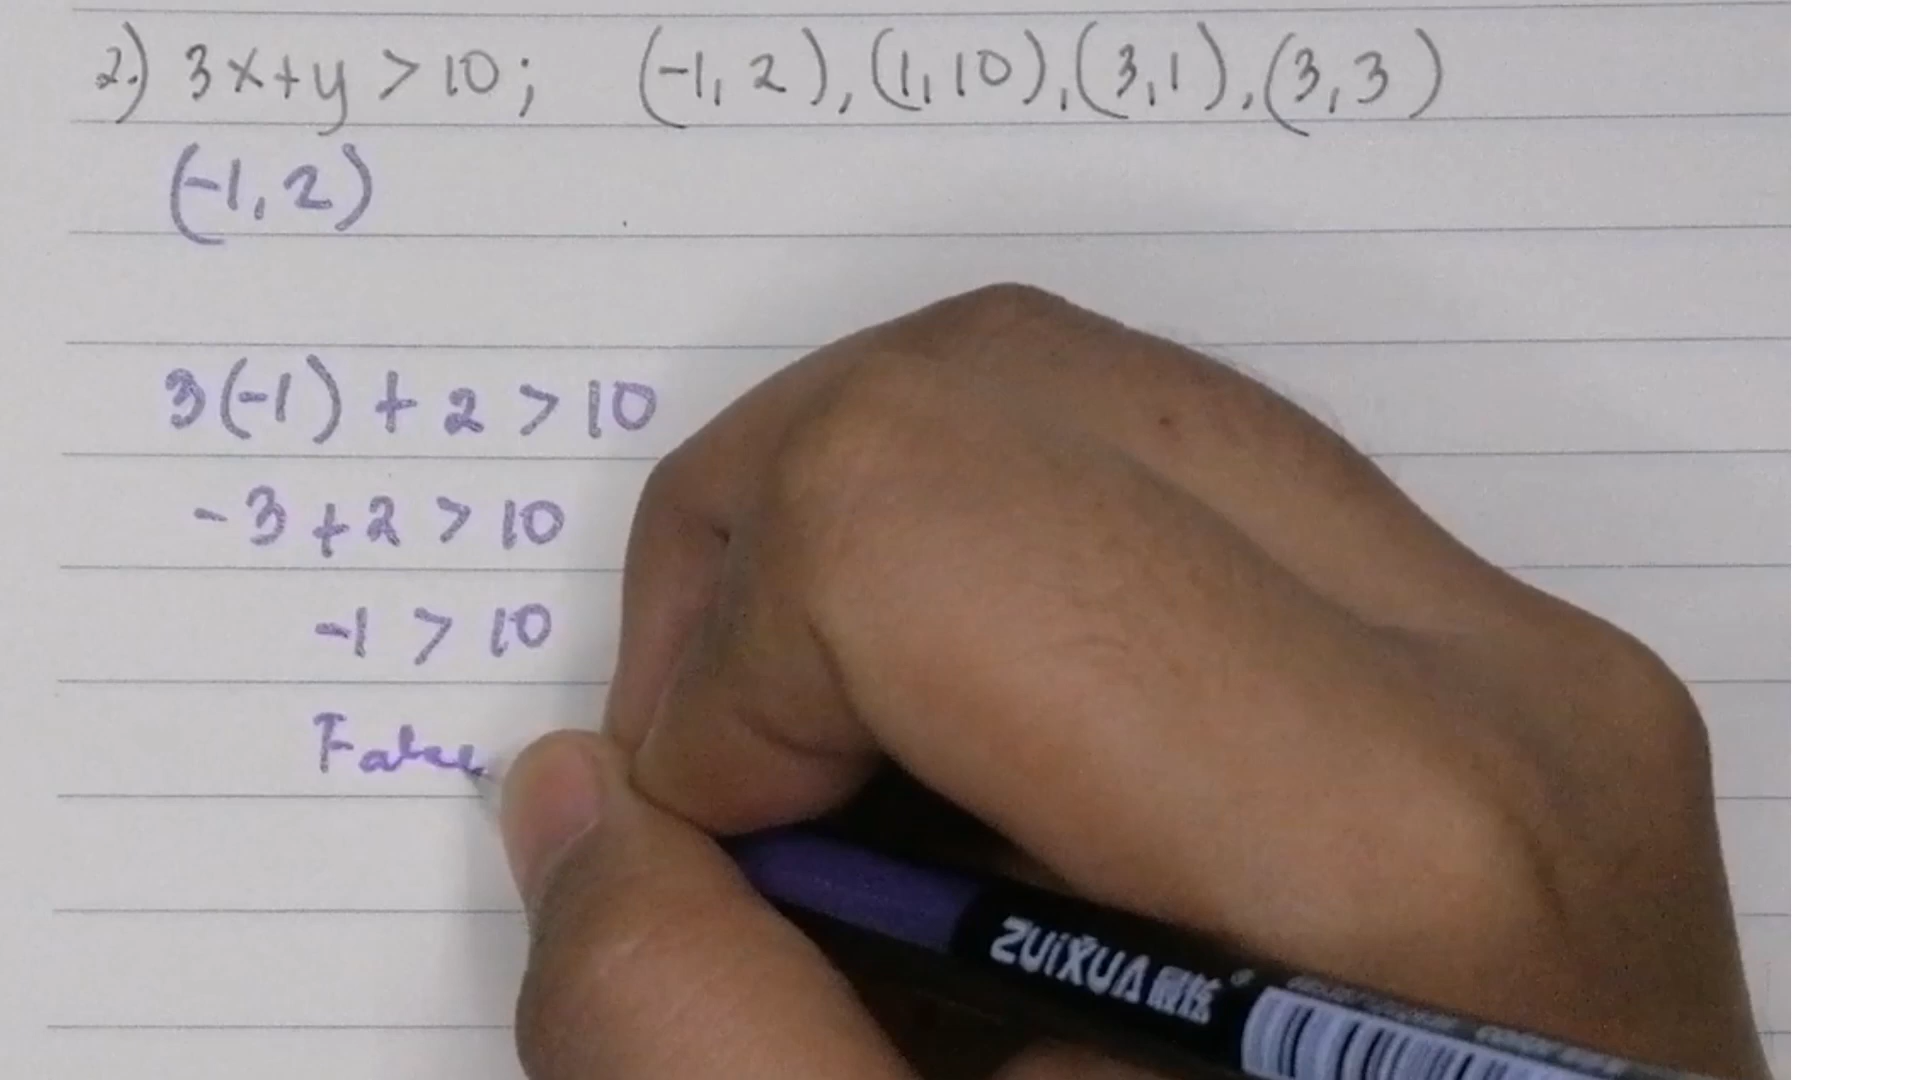 2.) 3x+y > 10; (-1, 2), (1, 10), (3, 1), (3, 3)
(-1, 2)
3(-1) + 2 > 10
-3 + 2 > 10
-1 > 10
False
ZUiXUA